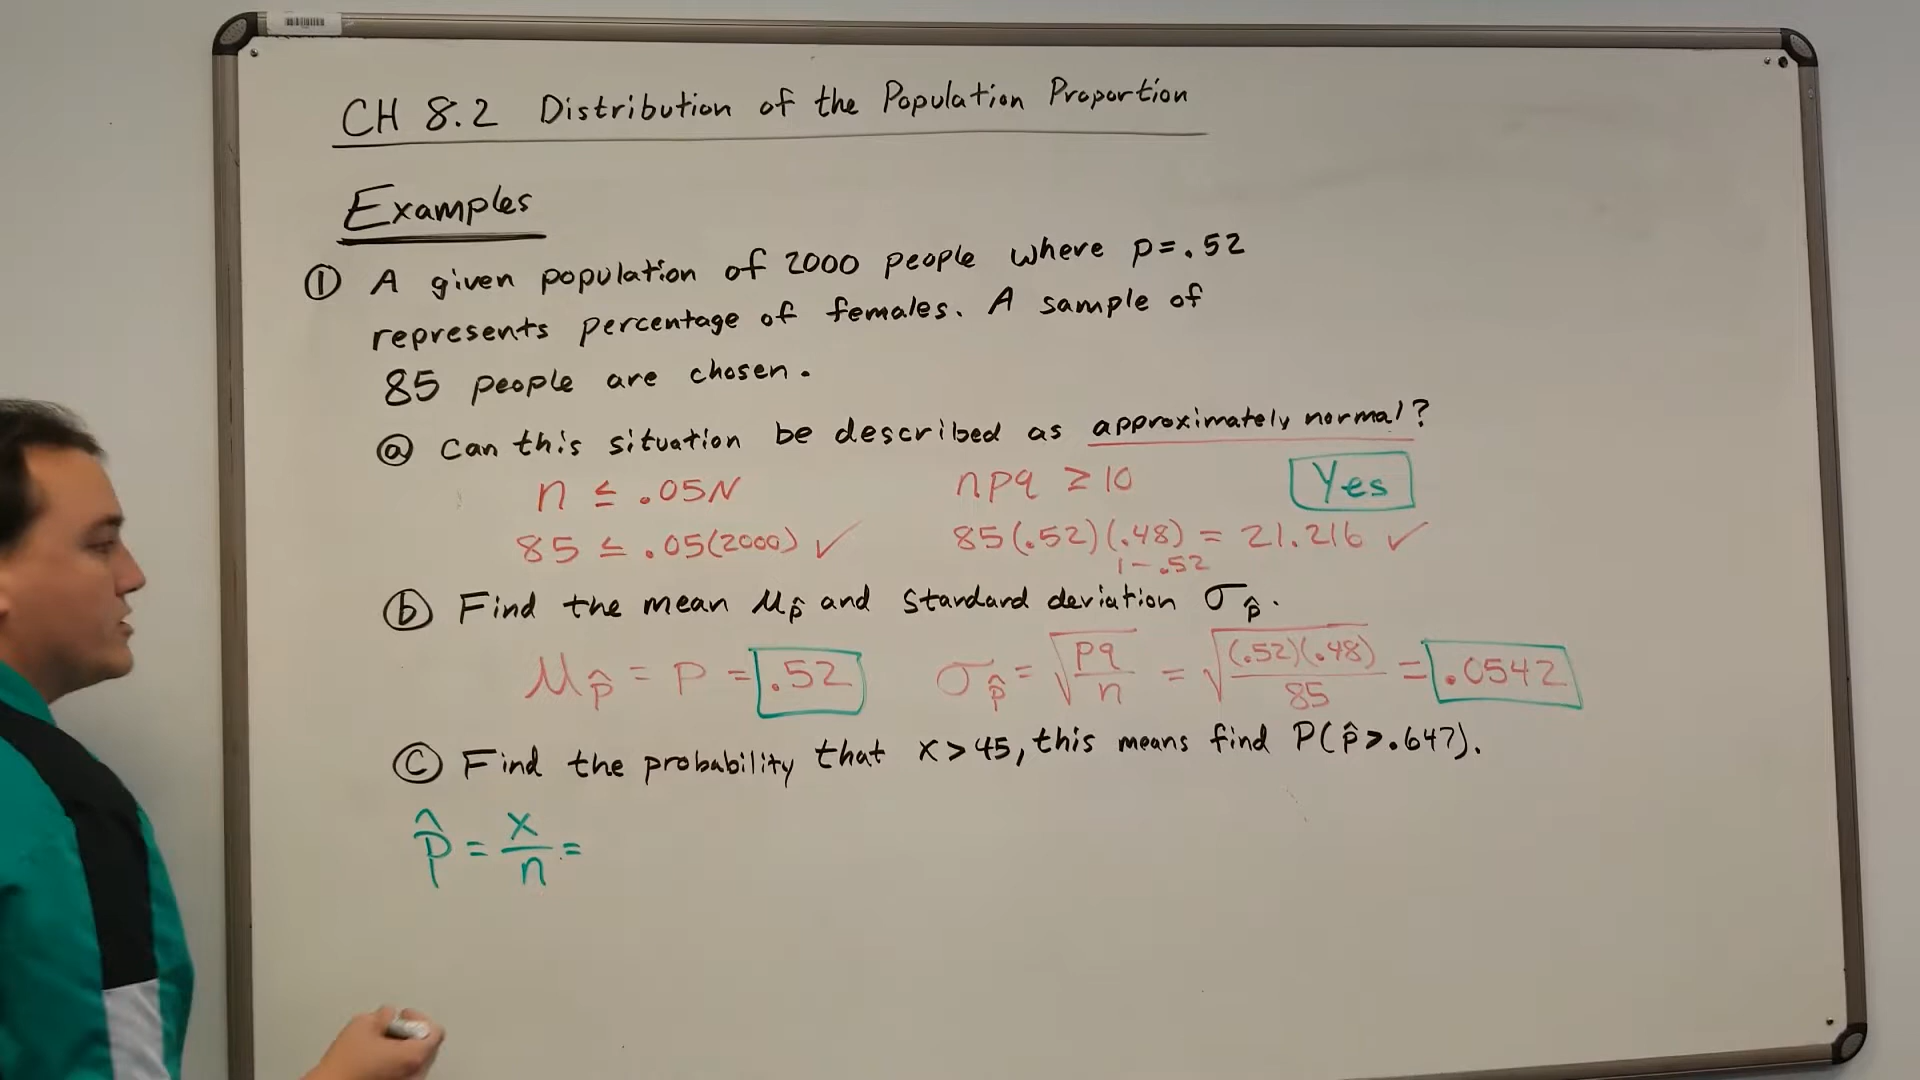 CH 8.2 Distribution of the Population Proportion
Examples
① A given population of 2000 people where p=.52
represents percentage of females. A sample of
85 people are chosen.
ⓐ Can this situation be described as approximately normal?
n ≤ .05N npq ≥ 10 Yes
85 ≤ .05(2000) ✓ 85(.52)(.48) = 21.216 ✓
1-.52
ⓑ Find the mean μp̂ and standard deviation σp̂.
μp̂ = p = .52 σp̂ = √(pq/n) = √((.52)(.48)/85) = .0542
ⓒ Find the probability that x>45, this means find P(p̂>.647).
p̂ = x/n =